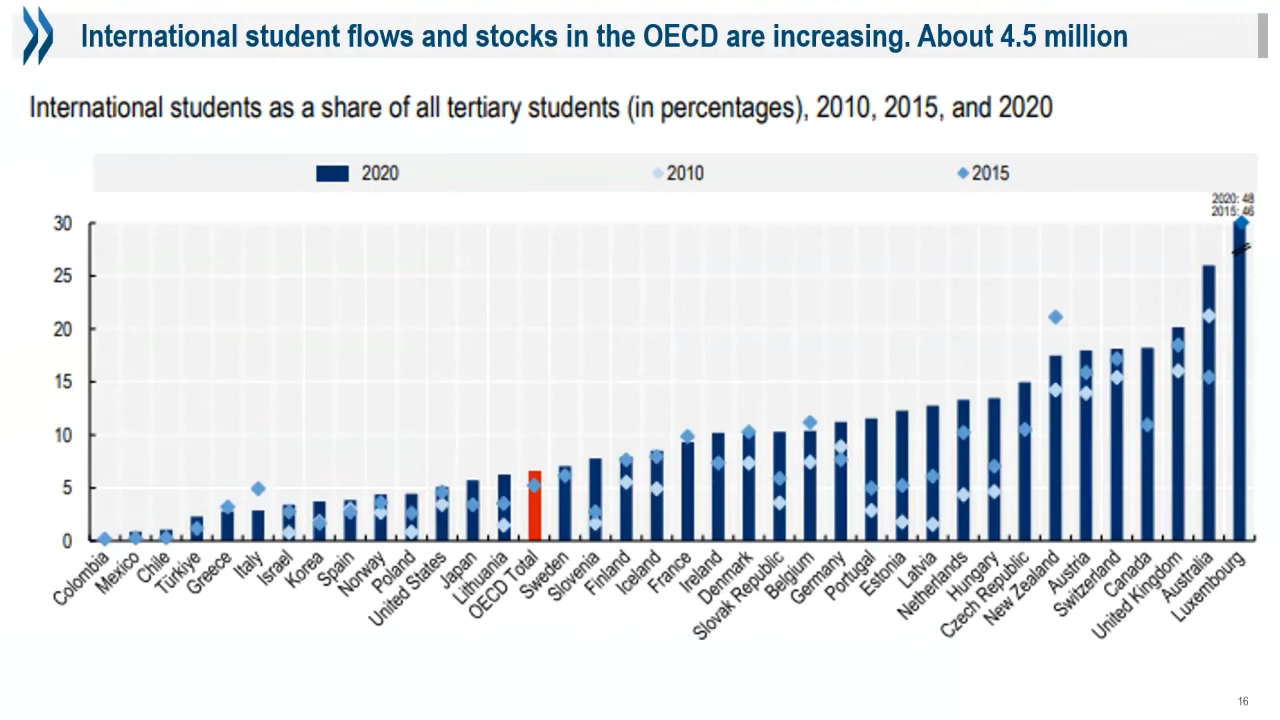 International student flows and stocks in the OECD are increasing. About 4.5 million
International students as a share of all tertiary students (in percentages), 2010, 2015, and 2020
2020 2010 2015
2020: 48
2015: 46
30
25
20
15
10
5
0
Colombia
Mexico
Chile
Türkiye
Greece
Italy
Israel
Korea
Spain
Norway
Poland
United States
Japan
Lithuania
OECD Total
Sweden
Slovenia
Finland
Iceland
France
Ireland
Denmark
Slovak Republic
Belgium
Germany
Portugal
Estonia
Latvia
Netherlands
Hungary
Czech Republic
New Zealand
Austria
Switzerland
Canada
United Kingdom
Australia
Luxembourg
16